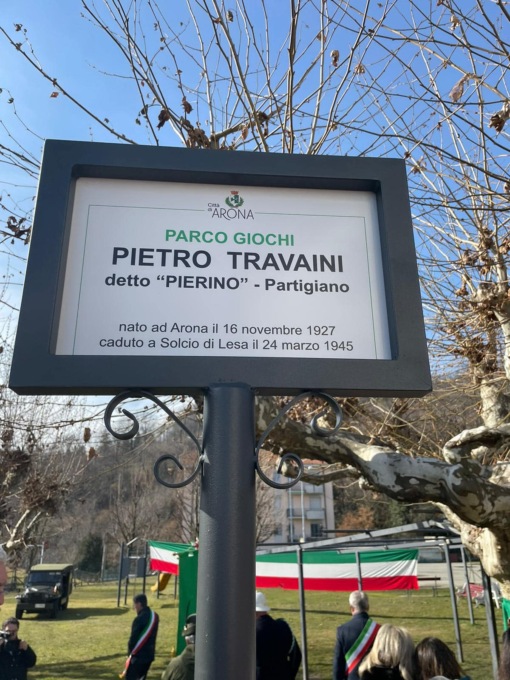 Città
di ARONA
PARCO GIOCHI
PIETRO TRAVAINI
detto “PIERINO” - Partigiano
nato ad Arona il 16 novembre 1927
caduto a Solcio di Lesa il 24 marzo 1945